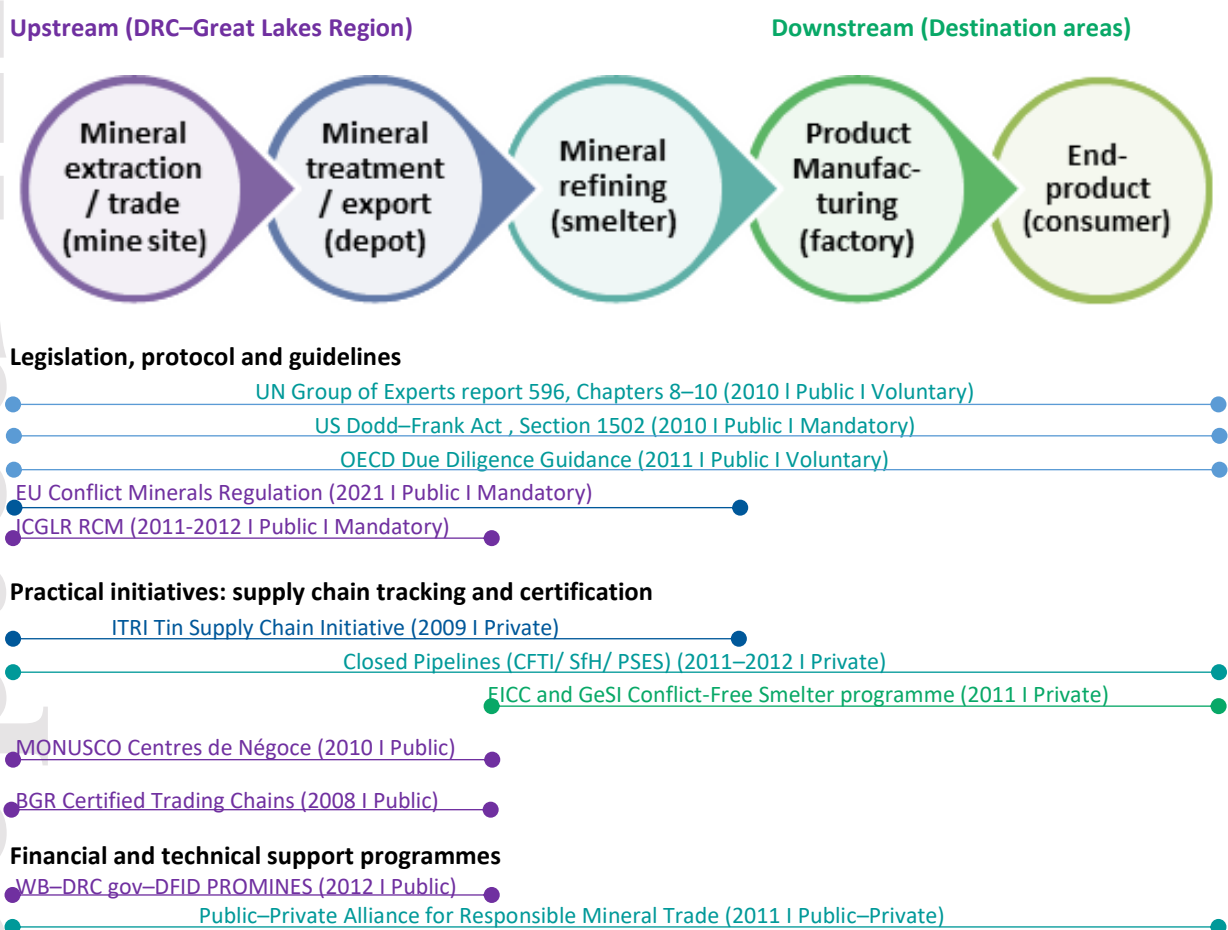 Upstream (DRC–Great Lakes Region)
Downstream (Destination areas)
Mineral
extraction
/ trade
(mine site)
Mineral
treatment
/ export
(depot)
Mineral
refining
(smelter)
Product
Manufac-
turing
(factory)
End-
product
(consumer)
Legislation, protocol and guidelines
UN Group of Experts report 596, Chapters 8–10 (2010 l Public I Voluntary)
US Dodd–Frank Act , Section 1502 (2010 I Public I Mandatory)
OECD Due Diligence Guidance (2011 I Public I Voluntary)
EU Conflict Minerals Regulation (2021 I Public I Mandatory)
ICGLR RCM (2011-2012 I Public I Mandatory)
Practical initiatives: supply chain tracking and certification
ITRI Tin Supply Chain Initiative (2009 I Private)
Closed Pipelines (CFTI/ SfH/ PSES) (2011–2012 I Private)
EICC and GeSI Conflict-Free Smelter programme (2011 I Private)
MONUSCO Centres de Négoce (2010 I Public)
BGR Certified Trading Chains (2008 I Public)
Financial and technical support programmes
WB–DRC gov–DFID PROMINES (2012 I Public)
Public–Private Alliance for Responsible Mineral Trade (2011 I Public–Private)